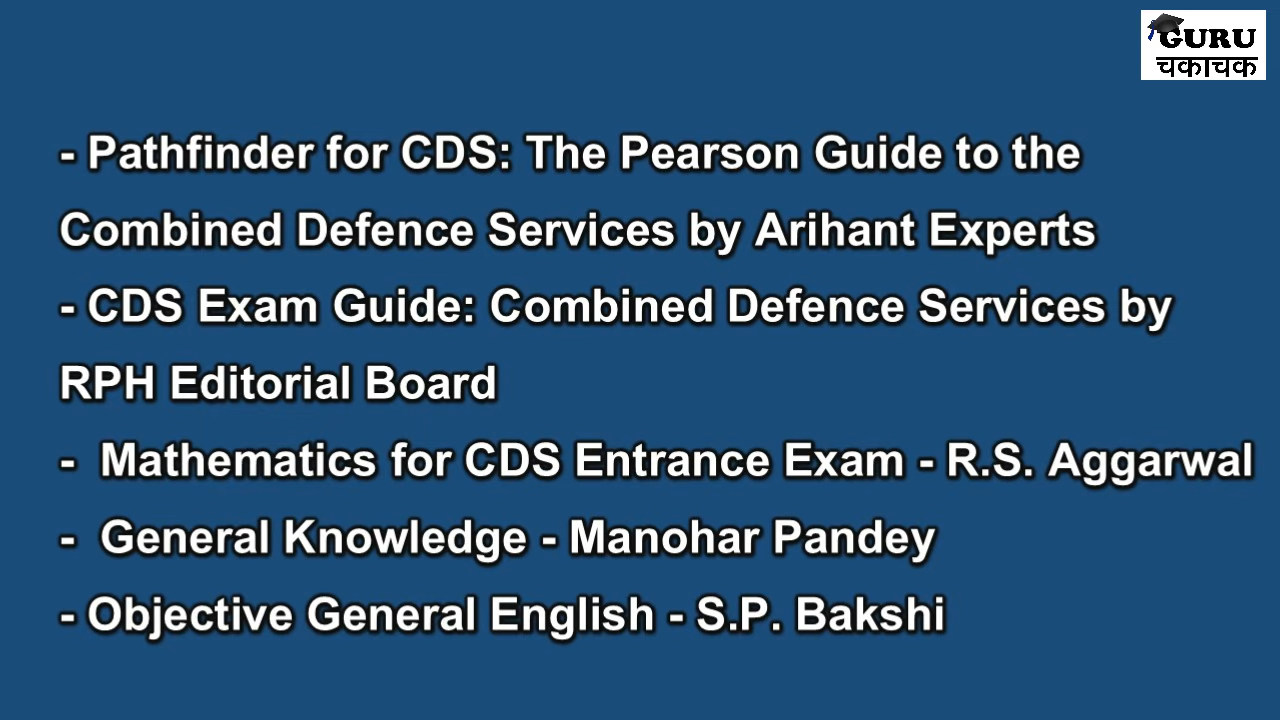 GURU
चकाचक
- Pathfinder for CDS: The Pearson Guide to the
Combined Defence Services by Arihant Experts
- CDS Exam Guide: Combined Defence Services by
RPH Editorial Board
- Mathematics for CDS Entrance Exam - R.S. Aggarwal
- General Knowledge - Manohar Pandey
- Objective General English - S.P. Bakshi